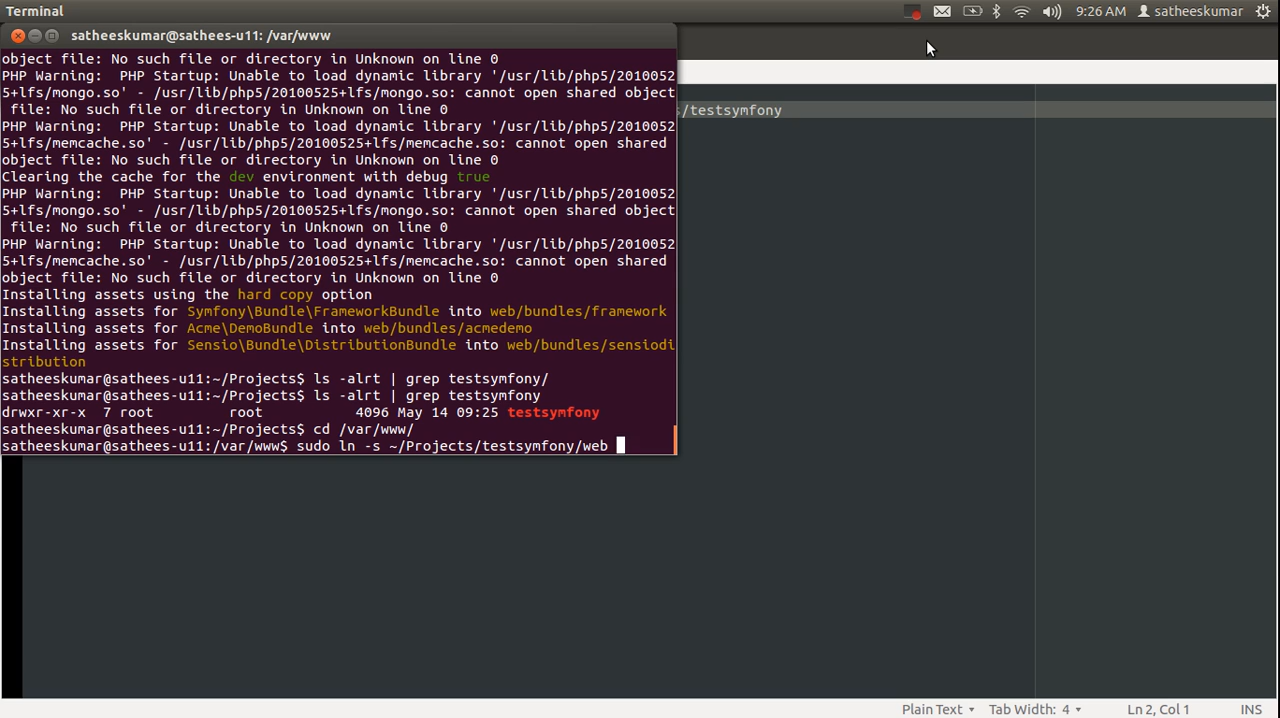 Terminal
9:26 AM satheeskumar
satheeskumar@sathees-u11: /var/www
object file: No such file or directory in Unknown on line 0
PHP Warning:  PHP Startup: Unable to load dynamic library '/usr/lib/php5/2010052
5+lfs/mongo.so' - /usr/lib/php5/20100525+lfs/mongo.so: cannot open shared object
 file: No such file or directory in Unknown on line 0
PHP Warning:  PHP Startup: Unable to load dynamic library '/usr/lib/php5/2010052
5+lfs/memcache.so' - /usr/lib/php5/20100525+lfs/memcache.so: cannot open shared
object file: No such file or directory in Unknown on line 0
Clearing the cache for the dev environment with debug true
PHP Warning:  PHP Startup: Unable to load dynamic library '/usr/lib/php5/2010052
5+lfs/mongo.so' - /usr/lib/php5/20100525+lfs/mongo.so: cannot open shared object
 file: No such file or directory in Unknown on line 0
PHP Warning:  PHP Startup: Unable to load dynamic library '/usr/lib/php5/2010052
5+lfs/memcache.so' - /usr/lib/php5/20100525+lfs/memcache.so: cannot open shared
object file: No such file or directory in Unknown on line 0
Installing assets using the hard copy option
Installing assets for Symfony\Bundle\FrameworkBundle into web/bundles/framework
Installing assets for Acme\DemoBundle into web/bundles/acmedemo
Installing assets for Sensio\Bundle\DistributionBundle into web/bundles/sensiodi
stribution
satheeskumar@sathees-u11:~/Projects$ ls -alrt | grep testsymfony/
satheeskumar@sathees-u11:~/Projects$ ls -alrt | grep testsymfony
drwxr-xr-x  7 root         root           4096 May 14 09:25 testsymfony
satheeskumar@sathees-u11:~/Projects$ cd /var/www/
satheeskumar@sathees-u11:/var/www$ sudo ln -s ~/Projects/testsymfony/web
/testsymfony
Plain Text Tab Width: 4 Ln 2, Col 1 INS